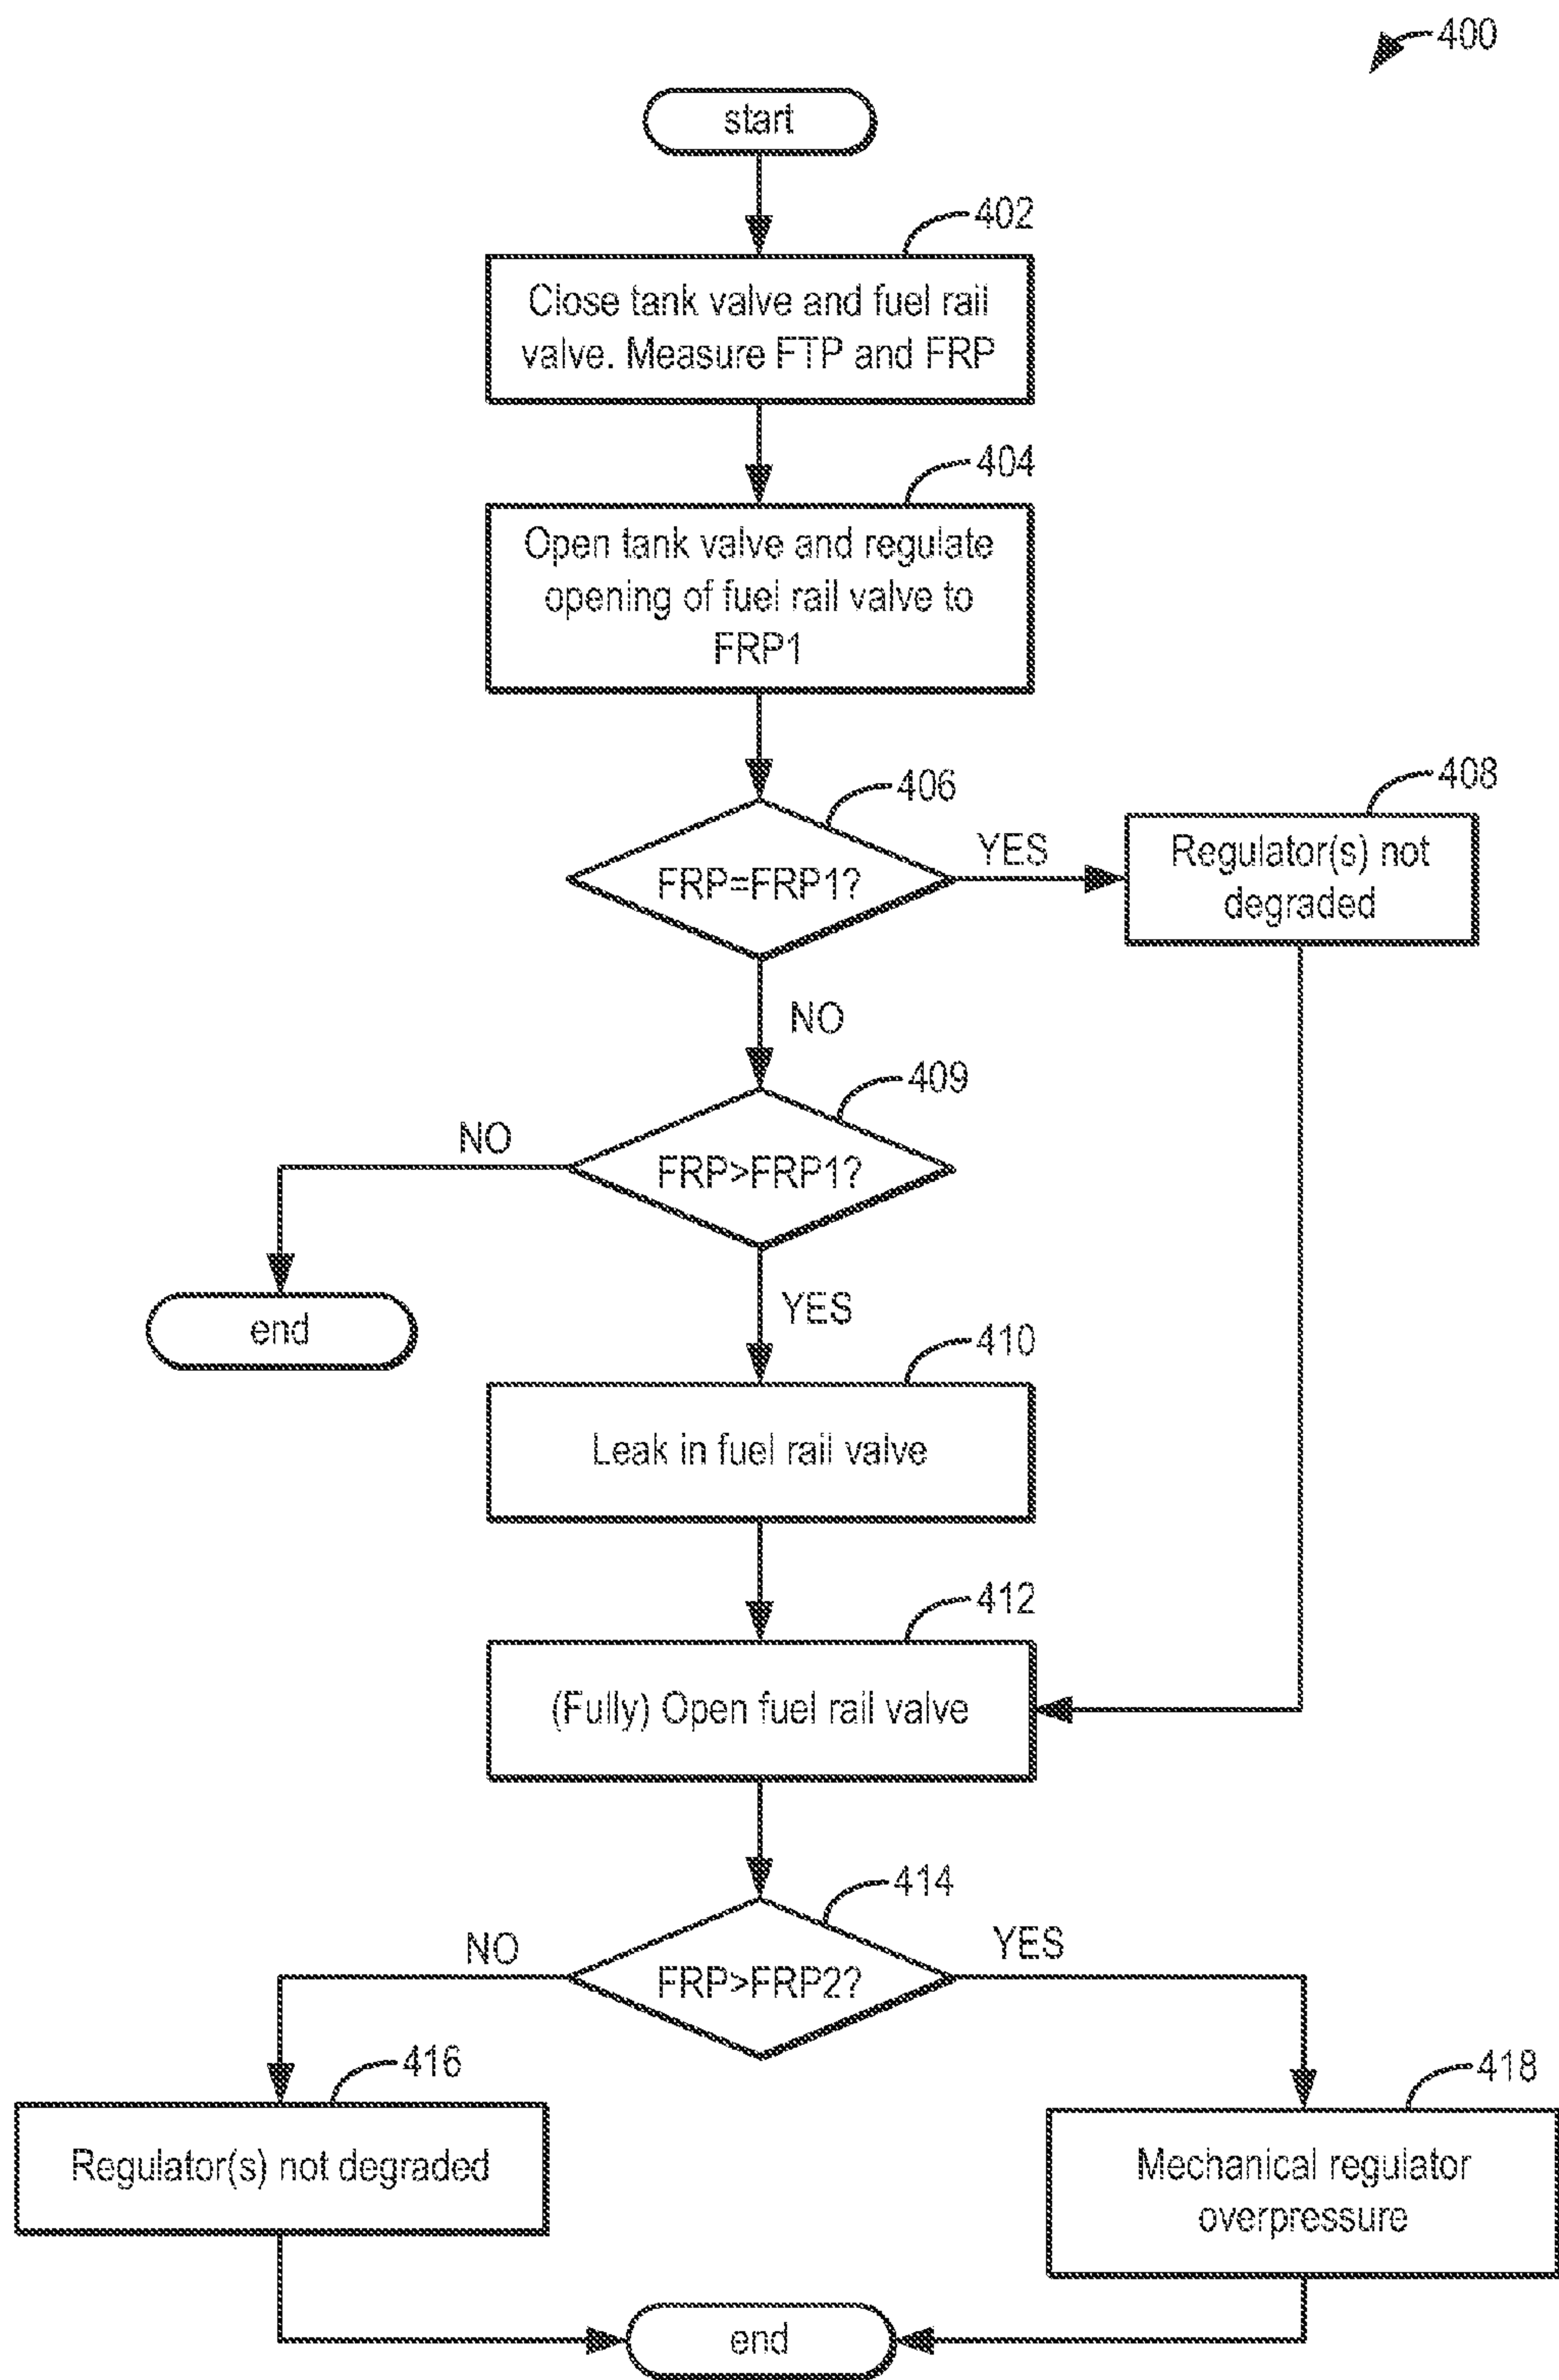 400
start
402
Close tank valve and fuel rail
valve. Measure FTP and FRP
404
Open tank valve and regulate
opening of fuel rail valve to
FRP1
406
FRP=FRP1?
YES
408
Regulator(s) not
degraded
NO
409
FRP>FRP1?
NO
end
YES
410
Leak in fuel rail valve
412
(Fully) Open fuel rail valve
414
FRP>FRP2?
NO
YES
416
Regulator(s) not degraded
418
Mechanical regulator
overpressure
end